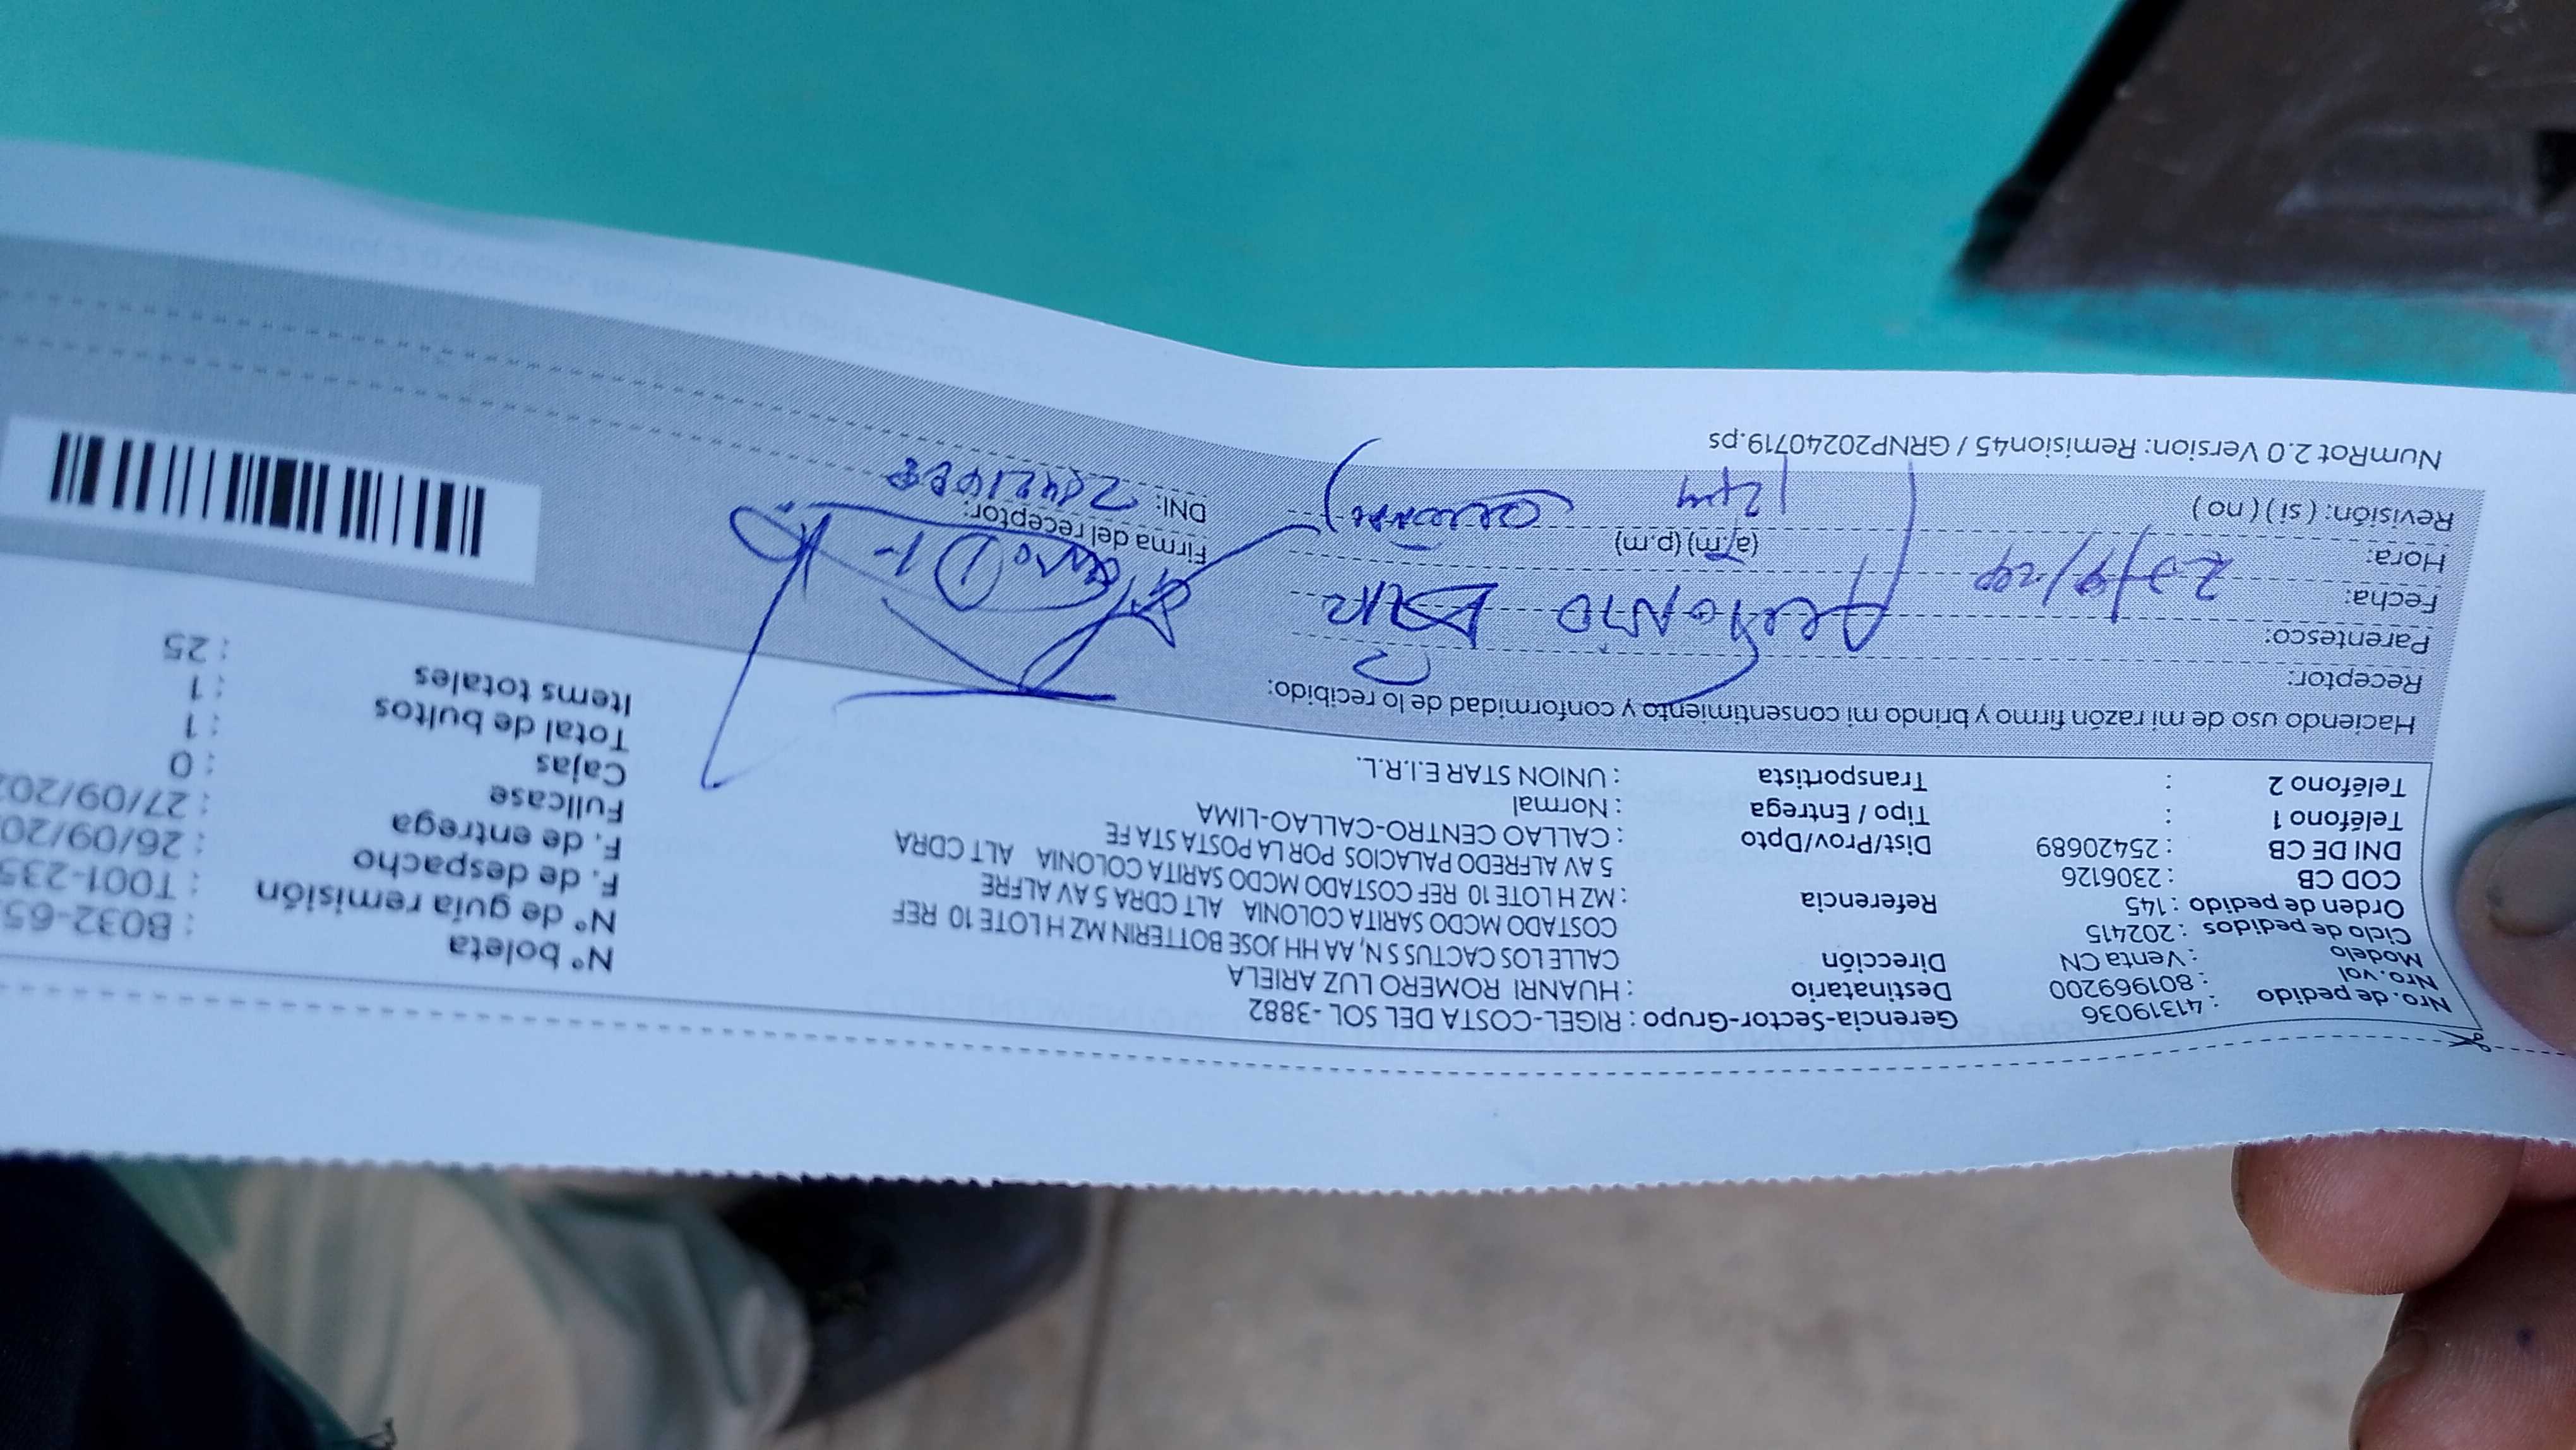 Nro. de pedido : 41319036 Gerencia-Sector-Grupo : RIGEL-COSTA DEL SOL -3882 Nº boleta : B032-65
Nro.vol : 801969200 Destinatario : HUANRI ROMERO LUZ ARIELA Nº de guía remisión : T001-235
Modelo : Venta CN Dirección CALLE LOS CACTUS S N, AA HH JOSE BOTTERIN MZ H LOTE 10 REF F. de despacho : 26/09/20
Ciclo de pedidos : 202415 COSTADO MCDO SARITA COLONIA ALT CDRA 5 AV ALFRE F. de entrega : 27/09/202
Orden de pedido : 145 Referencia : MZ H LOTE 10 REF COSTADO MCDO SARITA COLONIA ALT CDRA Fullcase : 0
COD CB : 2306126 5 AV ALFREDO PALACIOS POR LA POSTA STA FE Cajas : 1
DNI DE CB : 25420689 Dist/Prov/Dpto : CALLAO CENTRO-CALLAO-LIMA Total de bultos : 1
Teléfono 1 : Tipo / Entrega : Normal Items totales : 25
Teléfono 2 : Transportista : UNION STAR E.I.R.L.
Haciendo uso de mi razón firmo y brindo mi consentimiento y conformidad de lo recibido:
Receptor:
Parentesco:
Fecha:
Hora: (a.m) (p.m) Firma del receptor:
Revisión: ( si ) ( no ) DNI:
NumRot 2.0 Version: Remision45 / GRNP20240719.ps